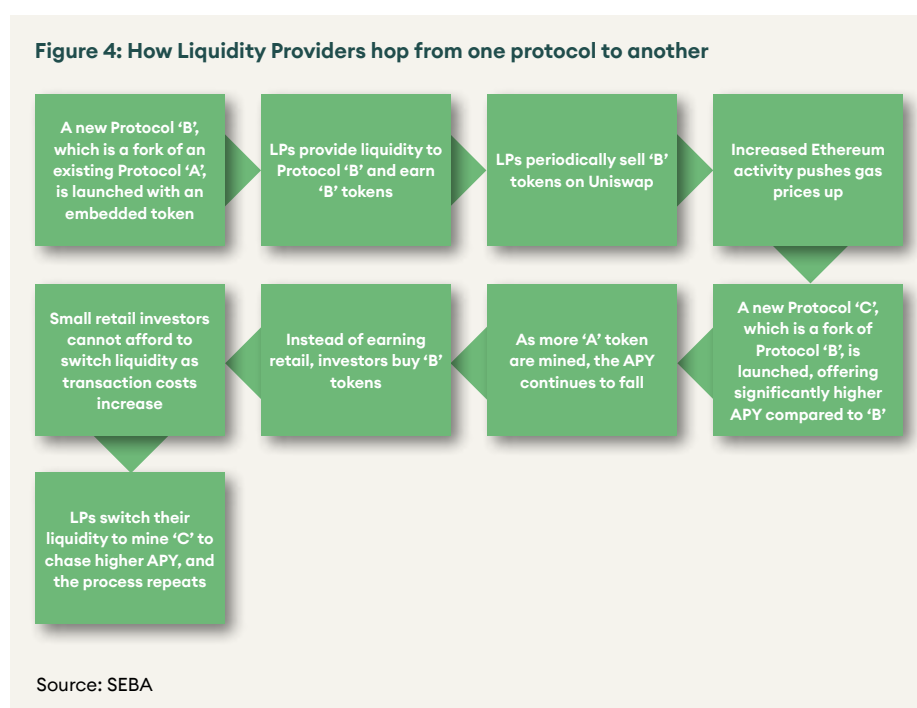 Figure 4: How Liquidity Providers hop from one protocol to another
A new Protocol ‘B’,
which is a fork of an
existing Protocol ‘A’,
is launched with an
embedded token
LPs provide liquidity to
Protocol ‘B’ and earn
‘B’ tokens
LPs periodically sell ‘B’
tokens on Uniswap
Increased Ethereum
activity pushes gas
prices up
A new Protocol ‘C’,
which is a fork of
Protocol ‘B’, is
launched, offering
significantly higher
APY compared to ‘B’
As more ‘A’ token
are mined, the APY
continues to fall
Instead of earning
retail, investors buy ‘B’
tokens
Small retail investors
cannot afford to
switch liquidity as
transaction costs
increase
LPs switch their
liquidity to mine ‘C’ to
chase higher APY, and
the process repeats
Source: SEBA